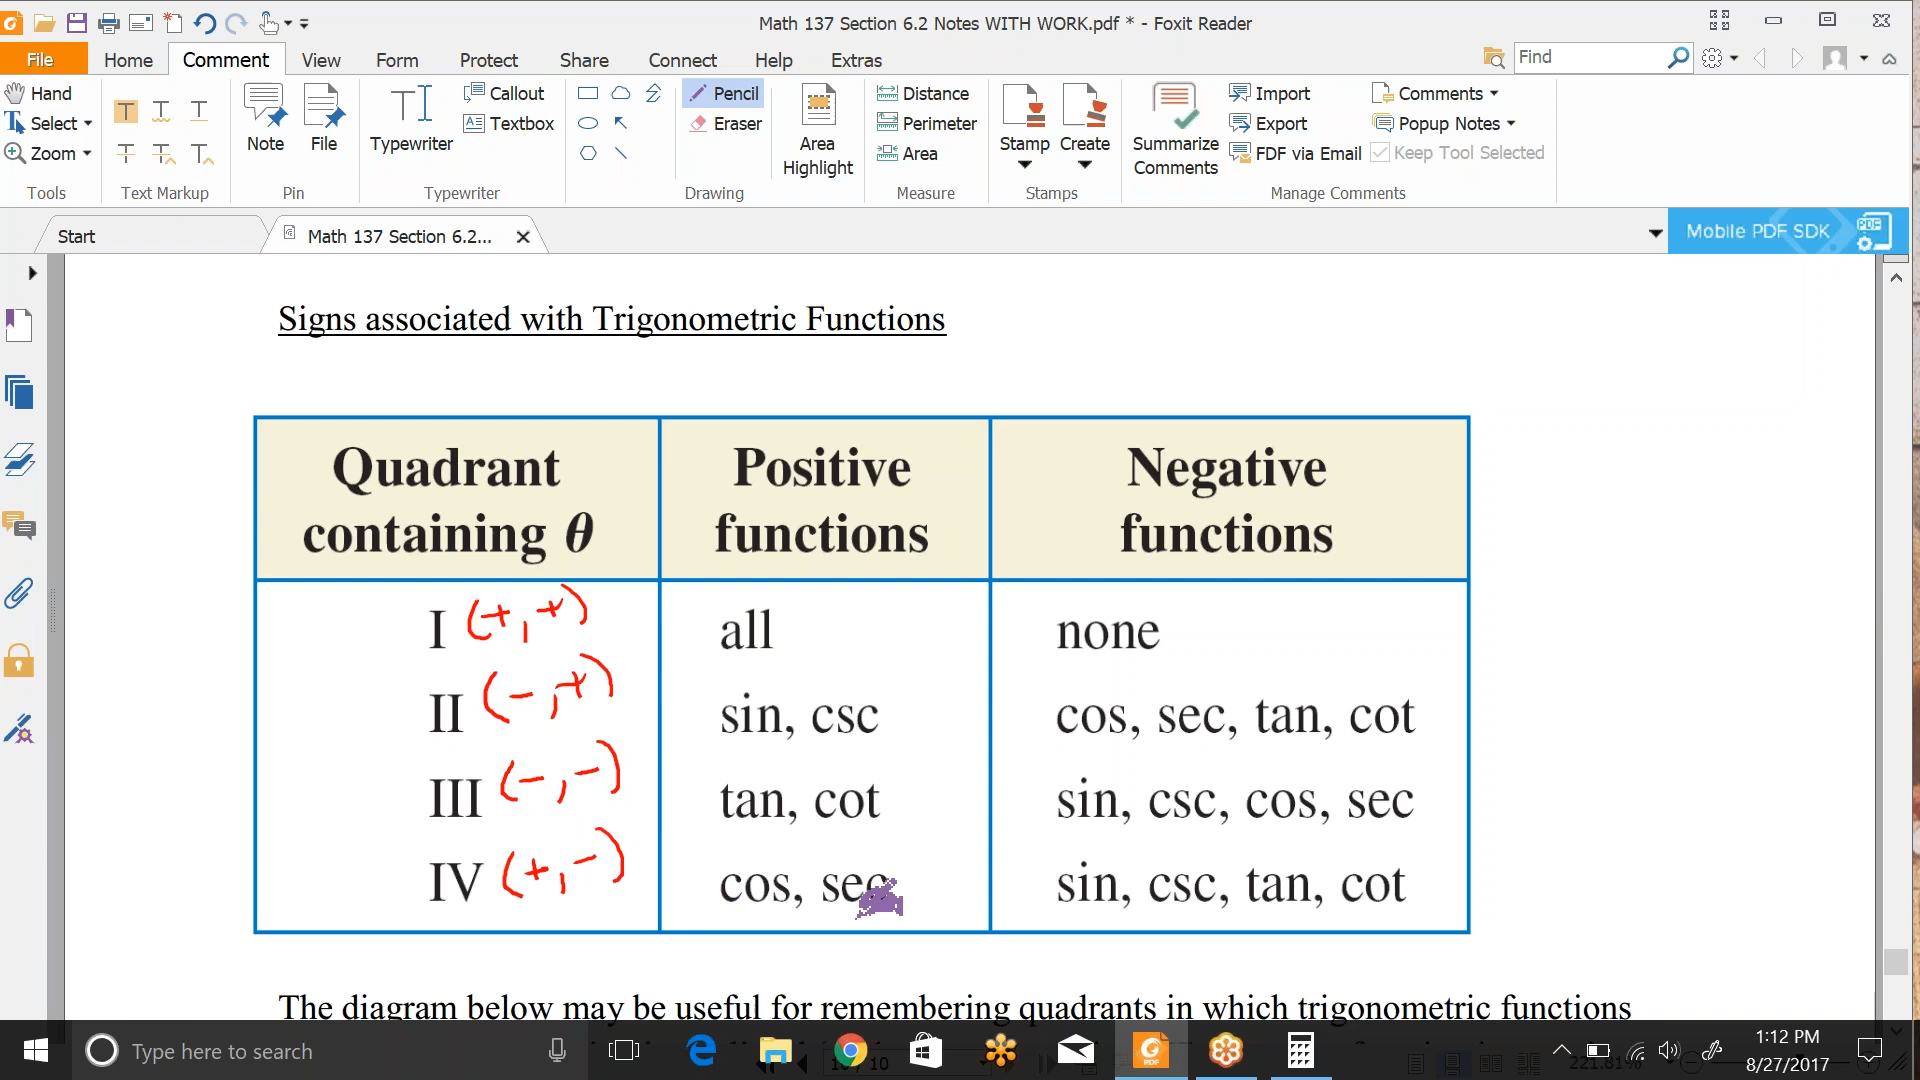 Math 137 Section 6.2 Notes WITH WORK.pdf * - Foxit Reader
File Home Comment View Form Protect Share Connect Help Extras
Find
Hand
Select
Zoom
Tools
T T T
T T T
Text Markup
Note
File
Pin
Typewriter
Callout
Textbox
Typewriter
Pencil
Eraser
Drawing
Area
Highlight
Distance
Perimeter
Area
Measure
Stamp
Create
Stamps
Summarize
Comments
Import
Export
FDF via Email
Comments
Popup Notes
Keep Tool Selected
Manage Comments
Start
Math 137 Section 6.2...
Mobile PDF SDK
PDF
Signs associated with Trigonometric Functions
Quadrant
containing θ
Positive
functions
Negative
functions
I (+, +) all none
II (-, +) sin, csc cos, sec, tan, cot
III (-, -) tan, cot sin, csc, cos, sec
IV (+, -) cos, sec sin, csc, tan, cot
The diagram below may be useful for remembering quadrants in which trigonometric functions
Type here to search
/ 10
PDF
221.81%
1:12 PM
8/27/2017